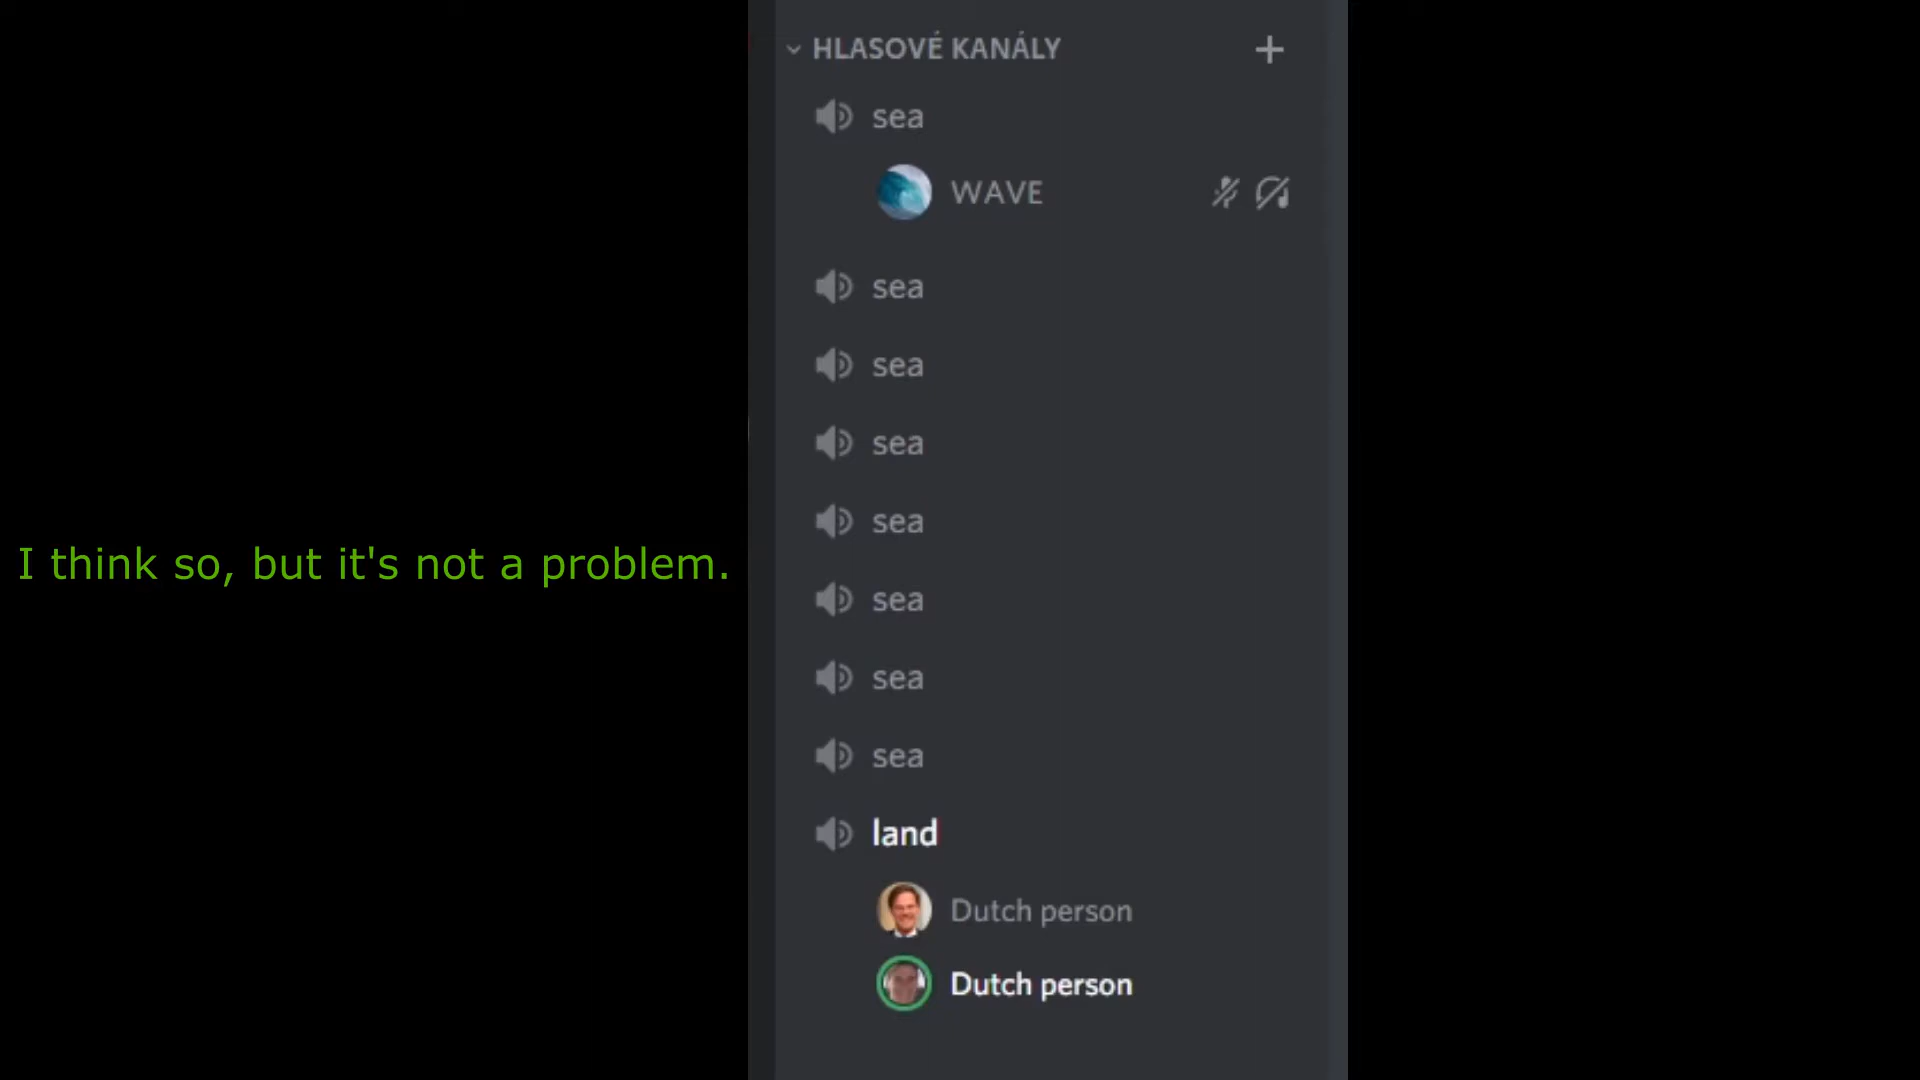 HLASOVÉ KANÁLY
sea
WAVE
sea
sea
sea
sea
sea
sea
sea
land
Dutch person
Dutch person
I think so, but it's not a problem.